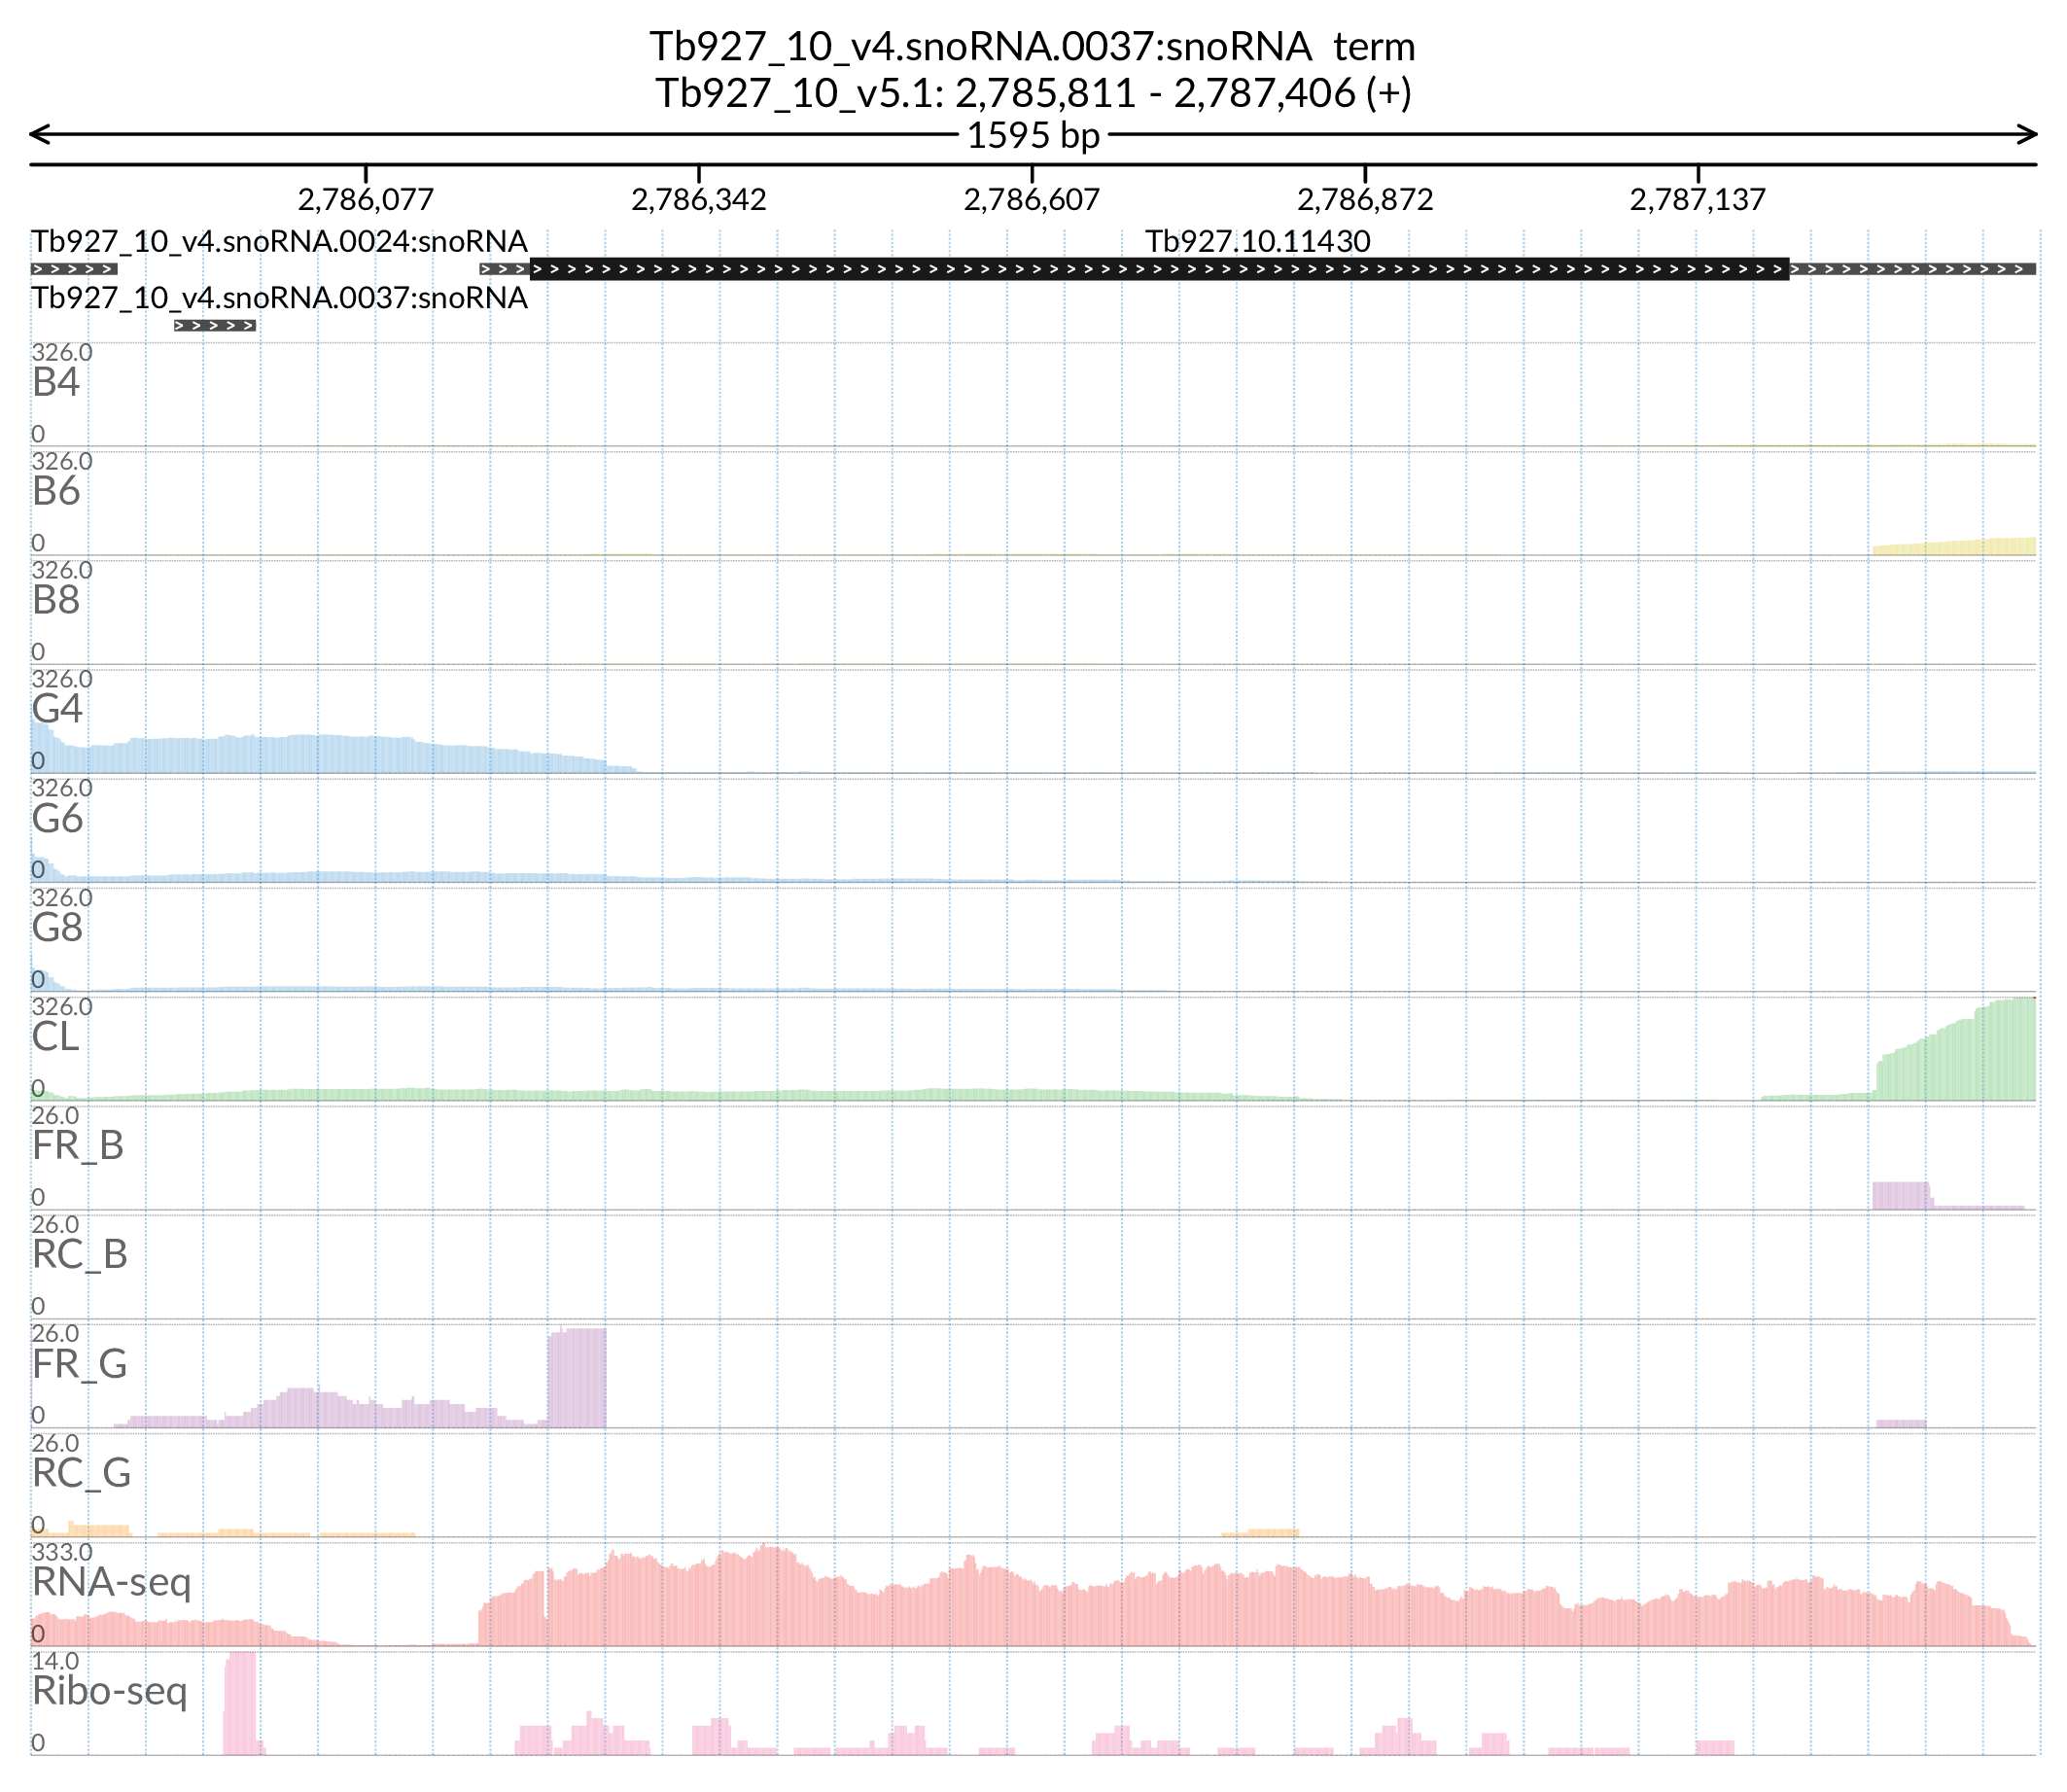 Tb927_10_v4.snoRNA.0037:snoRNA term
Tb927_10_v5.1: 2,785,811 - 2,787,406 (+)
1595 bp
2,786,077 2,786,342 2,786,607 2,786,872 2,787,137
Tb927_10_v4.snoRNA.0024:snoRNA Tb927.10.11430
Tb927_10_v4.snoRNA.0037:snoRNA
326.0
B4
0
326.0
B6
0
326.0
B8
0
326.0
G4
0
326.0
G6
0
326.0
G8
0
326.0
CL
0
26.0
FR_B
0
26.0
RC_B
0
26.0
FR_G
0
26.0
RC_G
0
333.0
RNA-seq
0
14.0
Ribo-seq
0